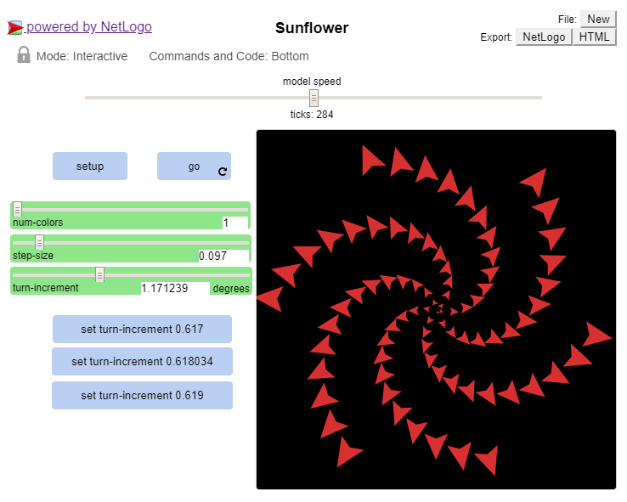 powered by NetLogo
Sunflower
File: New
Export: NetLogo HTML
Mode: Interactive Commands and Code: Bottom
model speed
ticks: 284
setup
go
num-colors 1
step-size 0.097
turn-increment 1.171239 degrees
set turn-increment 0.617
set turn-increment 0.618034
set turn-increment 0.619